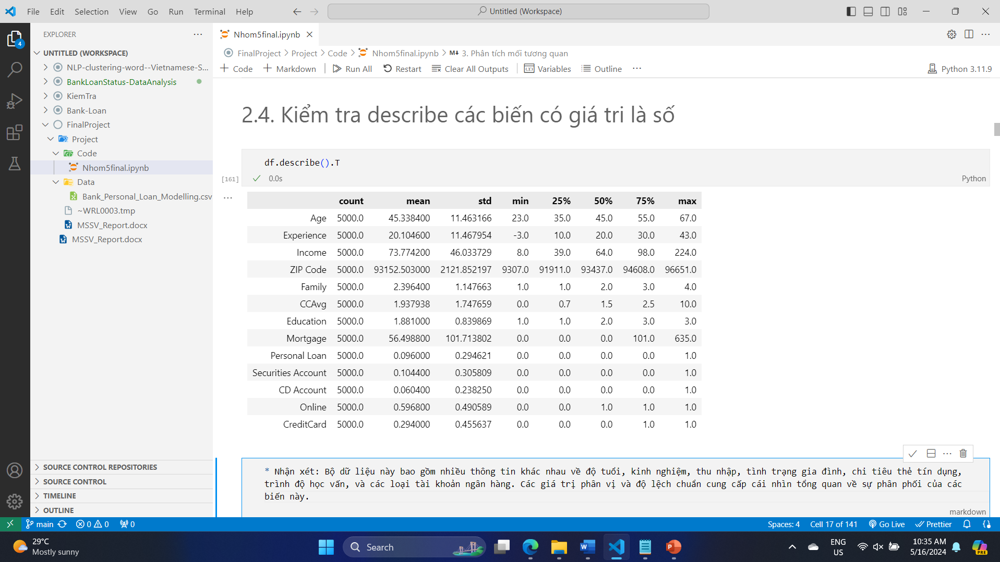 File Edit Selection View Go Run Terminal Help
Untitled (Workspace)
EXPLORER
UNTITLED (WORKSPACE)
NLP-clustering-word--Vietnamese-S...
BankLoanStatus-DataAnalysis
KiemTra
Bank-Loan
FinalProject
Project
Code
Nhom5final.ipynb
Data
Bank_Personal_Loan_Modelling.csv
~WRL0003.tmp
MSSV_Report.docx
MSSV_Report.docx
SOURCE CONTROL REPOSITORIES
SOURCE CONTROL
TIMELINE
OUTLINE
4
Nhom5final.ipynb
FinalProject > Project > Code > Nhom5final.ipynb > M↓ 3. Phân tích mối tương quan
+ Code + Markdown Run All Restart Clear All Outputs Variables Outline ...
Python 3.11.9
2.4. Kiểm tra describe các biến có giá tri là số
df.describe().T
[161] 0.0s Python
count mean std min 25% 50% 75% max
Age 5000.0 45.338400 11.463166 23.0 35.0 45.0 55.0 67.0
Experience 5000.0 20.104600 11.467954 -3.0 10.0 20.0 30.0 43.0
Income 5000.0 73.774200 46.033729 8.0 39.0 64.0 98.0 224.0
ZIP Code 5000.0 93152.503000 2121.852197 9307.0 91911.0 93437.0 94608.0 96651.0
Family 5000.0 2.396400 1.147663 1.0 1.0 2.0 3.0 4.0
CCAvg 5000.0 1.937938 1.747659 0.0 0.7 1.5 2.5 10.0
Education 5000.0 1.881000 0.839869 1.0 1.0 2.0 3.0 3.0
Mortgage 5000.0 56.498800 101.713802 0.0 0.0 0.0 101.0 635.0
Personal Loan 5000.0 0.096000 0.294621 0.0 0.0 0.0 0.0 1.0
Securities Account 5000.0 0.104400 0.305809 0.0 0.0 0.0 0.0 1.0
CD Account 5000.0 0.060400 0.238250 0.0 0.0 0.0 0.0 1.0
Online 5000.0 0.596800 0.490589 0.0 0.0 1.0 1.0 1.0
CreditCard 5000.0 0.294000 0.455637 0.0 0.0 0.0 1.0 1.0
* Nhận xét: Bộ dữ liệu này bao gồm nhiều thông tin khác nhau về độ tuổi, kinh nghiệm, thu nhập, tình trạng gia đình, chi tiêu thẻ tín dụng,
trình độ học vấn, và các loại tài khoản ngân hàng. Các giá trị phân vị và độ lệch chuẩn cung cấp cái nhìn tổng quan về sự phân phối của các
biến này.
markdown
main 0 0 0 Spaces: 4 Cell 17 of 141 Go Live Prettier
29°C
Mostly sunny
Search
ENG
US
10:35 AM
5/16/2024
PRE